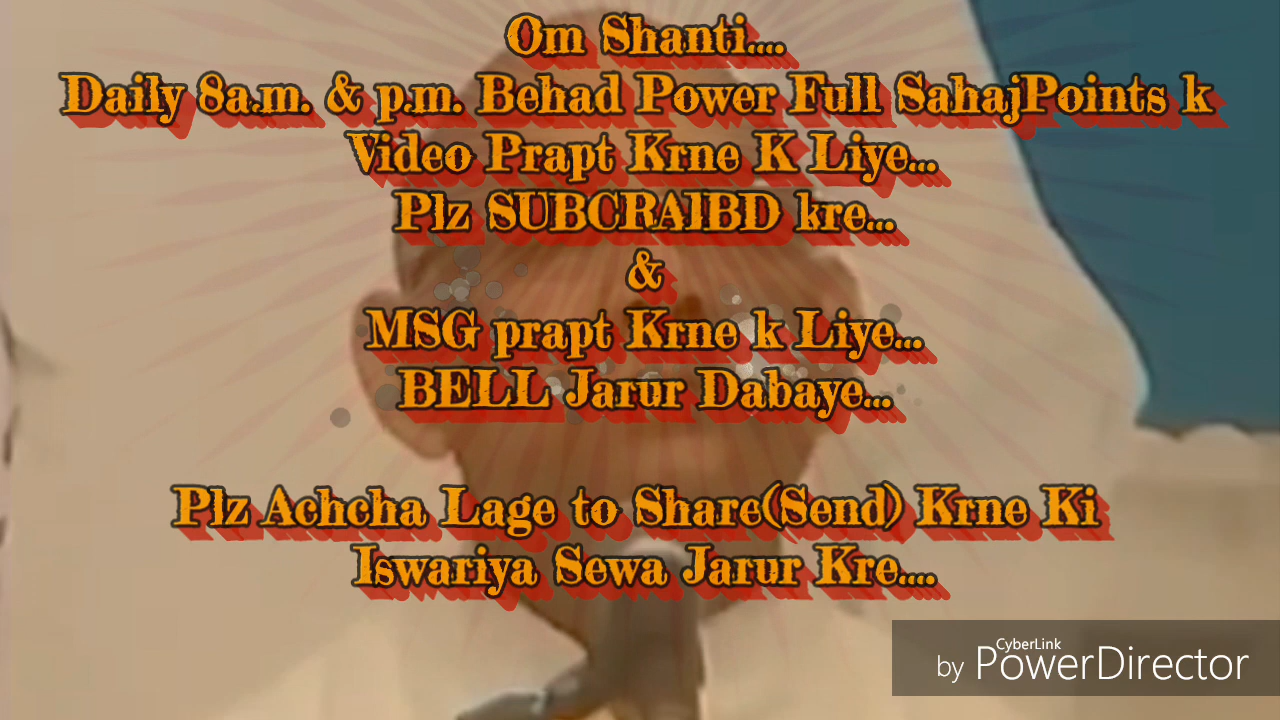 Om Shanti....
Daily 8a.m. & p.m. Behad Power Full SahajPoints k
Video Prapt Krne K Liye...
Plz SUBCRAIBD kre...
&
MSG prapt Krne k Liye...
BELL Jarur Dabaye...
Plz Achcha Lage to Share(Send) Krne Ki
Iswariya Sewa Jarur Kre....
CyberLink
by PowerDirector